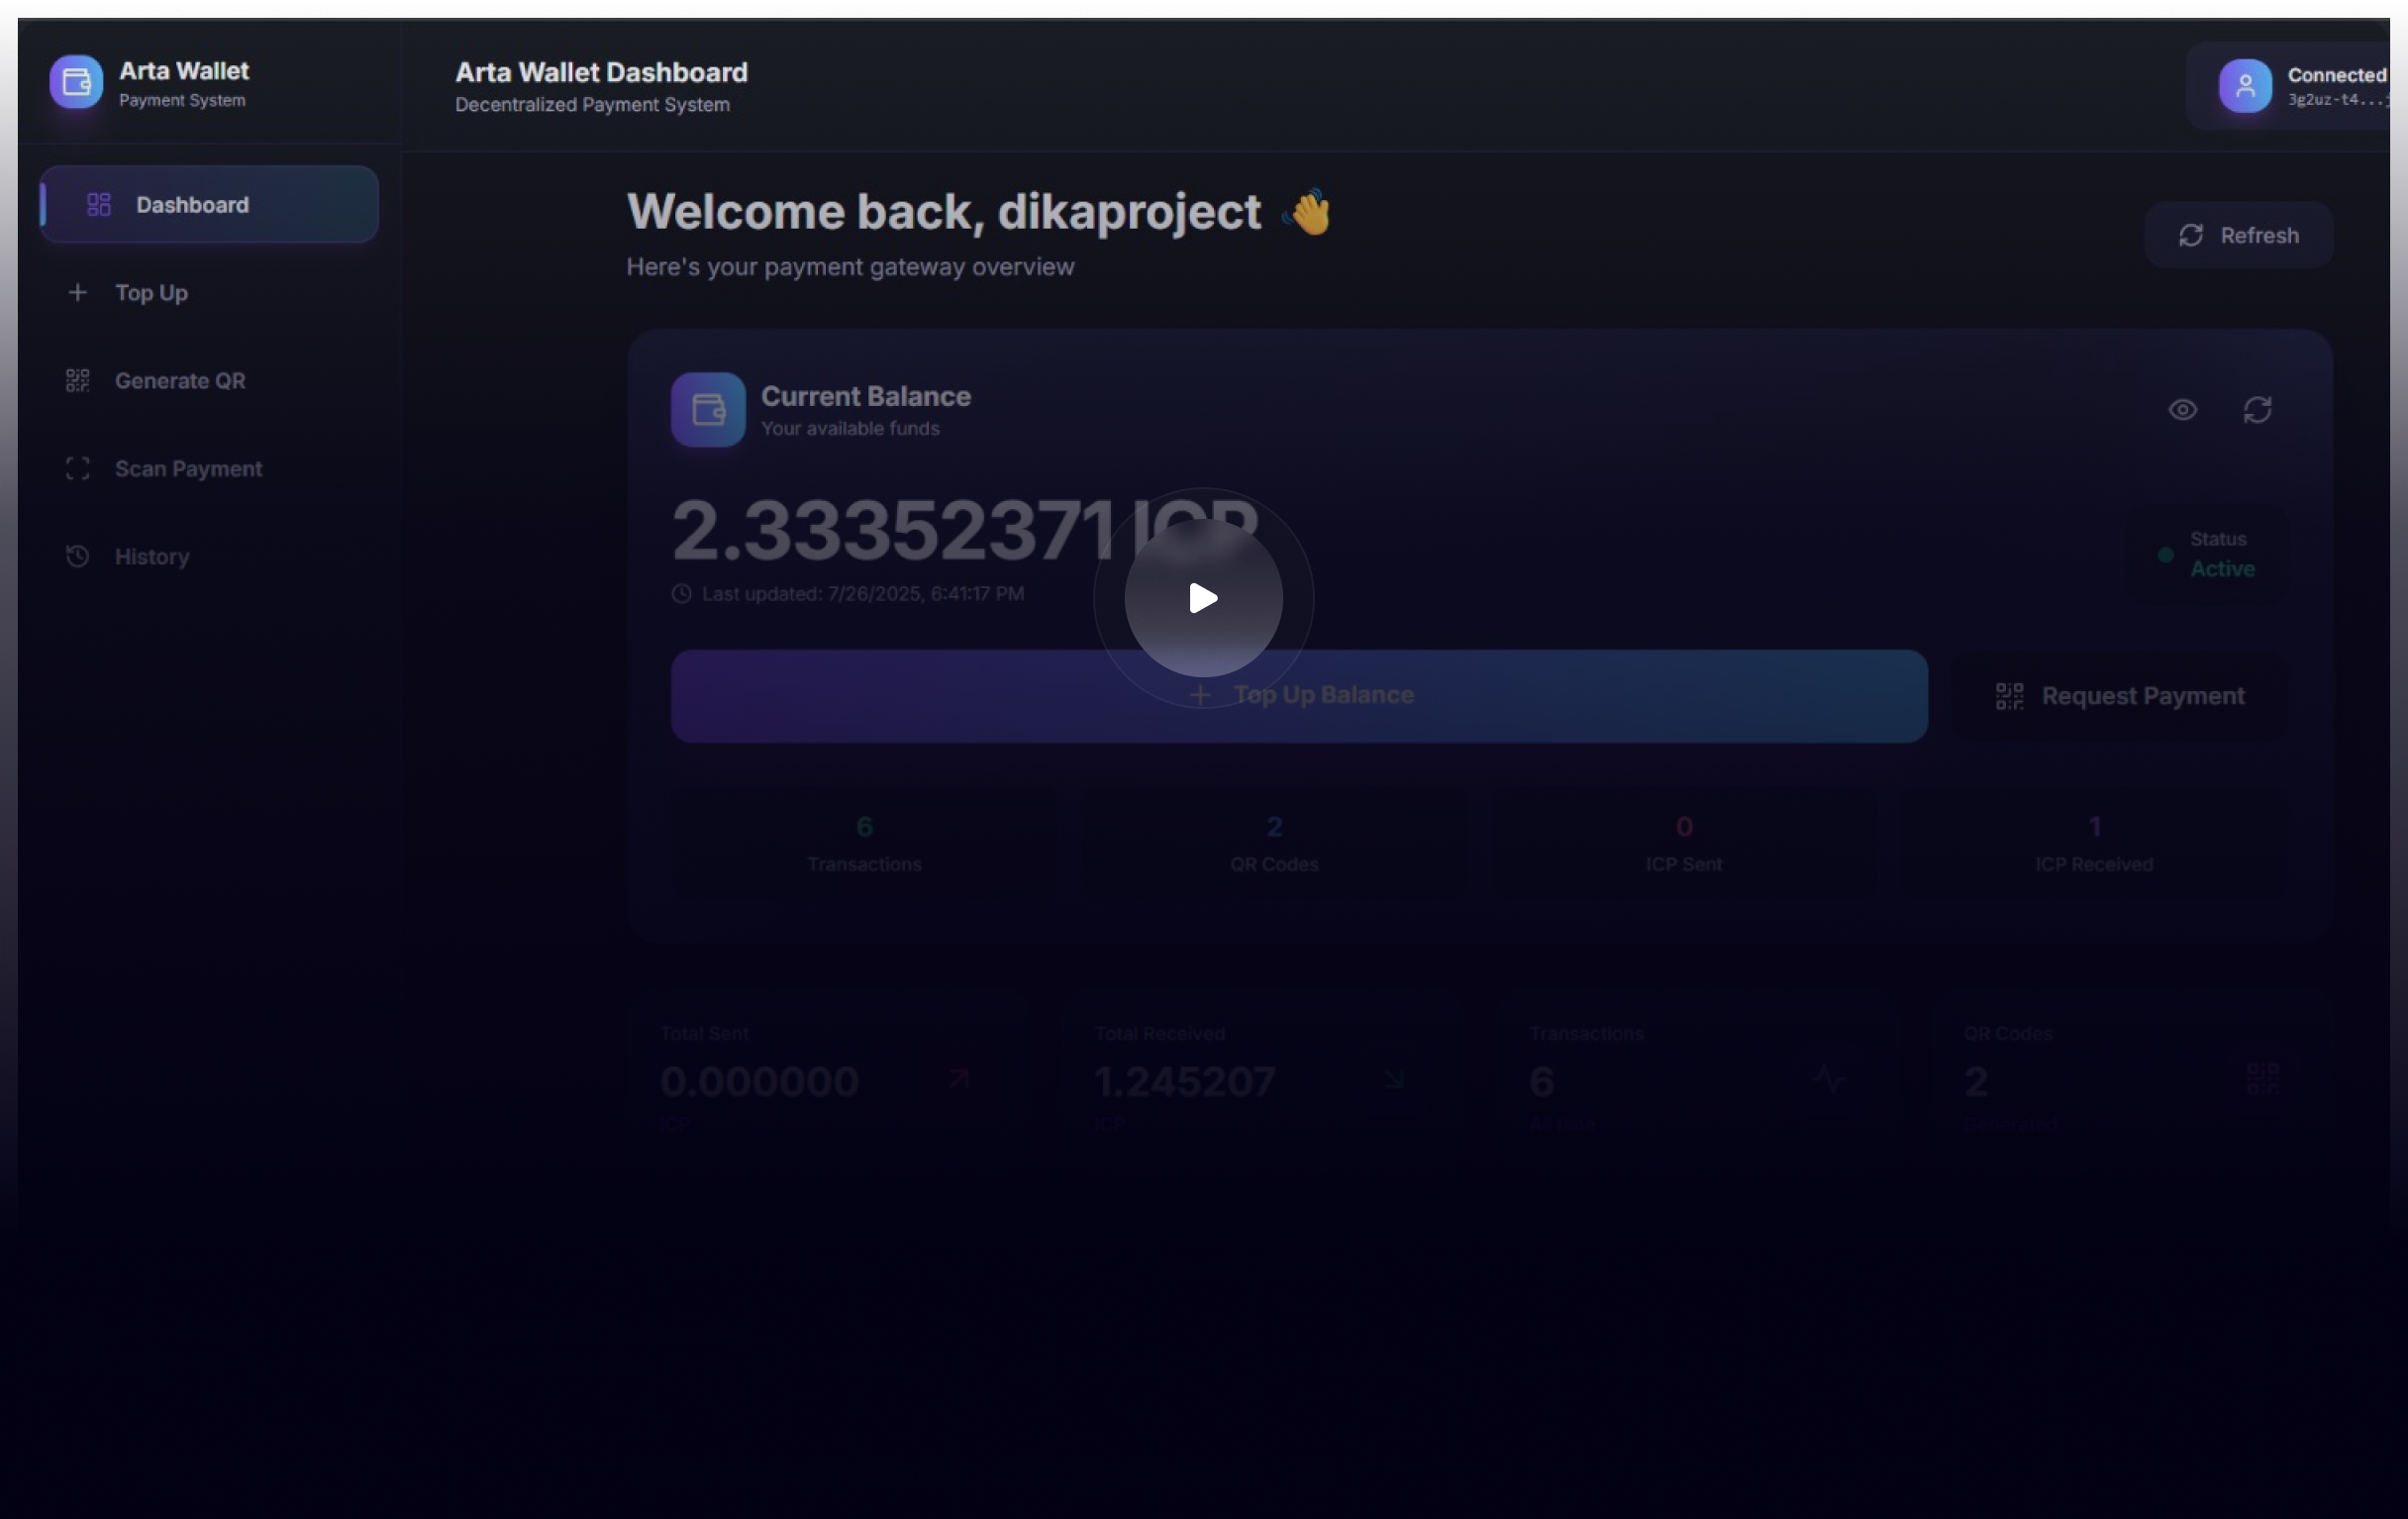 Arta Wallet
Payment System
Arta Wallet Dashboard
Decentralized Payment System
Connected
3g2uz-t4...j
Dashboard
Top Up
Generate QR
Scan Payment
History
Welcome back, dikaproject
Here's your payment gateway overview
Refresh
Current Balance
Your available funds
2.33352371 ICP
Last updated: 7/26/2025, 6:41:17 PM
Status
Active
Top Up Balance
Request Payment
6
Transactions
2
QR Codes
0
ICP Sent
1
ICP Received
Total Sent
0.000000
ICP
Total Received
1.245207
ICP
Transactions
6
All time
QR Codes
2
Generated